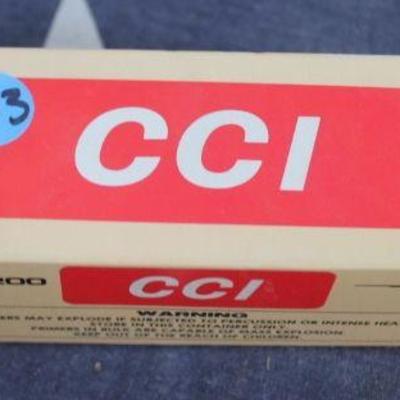 3
CCI
200 CCI
WARNING
MAY EXPLODE IF SUBJECTED TO PERCUSSION OR INTENSE
STORE IN THIS CONTAINER ONLY
PRIMERS IN BULK ARE CAPABLE OF MASS EXPLOSION.
KEEP OUT OF THE REACH OF CHILDREN.